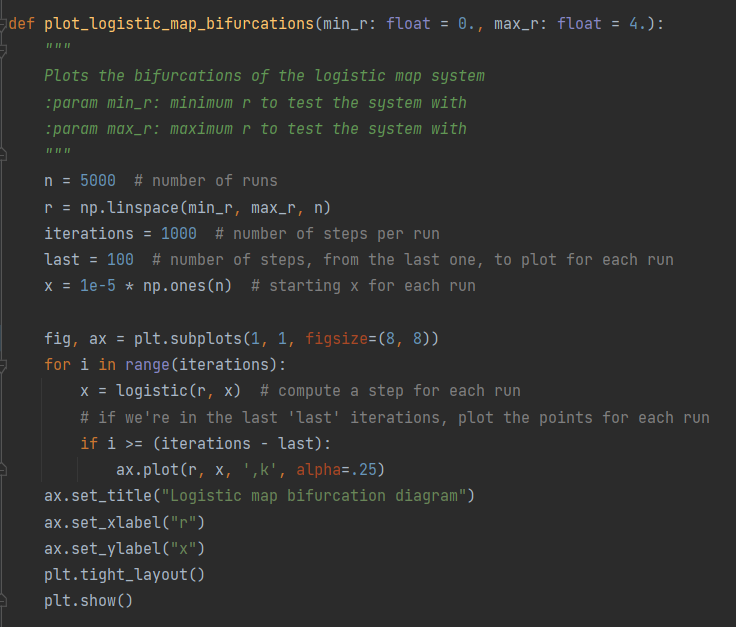 def plot_logistic_map_bifurcations(min_r: float = 0., max_r: float = 4.):
    """
    Plots the bifurcations of the logistic map system
    :param min_r: minimum r to test the system with
    :param max_r: maximum r to test the system with
    """
    n = 5000  # number of runs
    r = np.linspace(min_r, max_r, n)
    iterations = 1000  # number of steps per run
    last = 100  # number of steps, from the last one, to plot for each run
    x = 1e-5 * np.ones(n)  # starting x for each run

    fig, ax = plt.subplots(1, 1, figsize=(8, 8))
    for i in range(iterations):
        x = logistic(r, x)  # compute a step for each run
        # if we're in the last 'last' iterations, plot the points for each run
        if i >= (iterations - last):
            ax.plot(r, x, ',k', alpha=.25)
    ax.set_title("Logistic map bifurcation diagram")
    ax.set_xlabel("r")
    ax.set_ylabel("x")
    plt.tight_layout()
    plt.show()